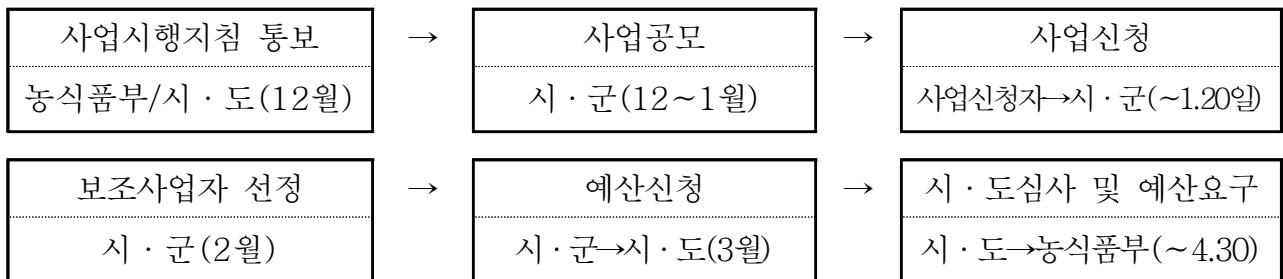 사업시행지침 통보 → 사업공모 → 사업신청
농식품부/시·도(12월) 시·군(12~1월) 사업신청자→시·군(~1.20일)
보조사업자 선정 → 예산신청 → 시·도심사 및 예산요구
시·군(2월) 시·군→시·도(3월) 시·도→농식품부(~4.30)